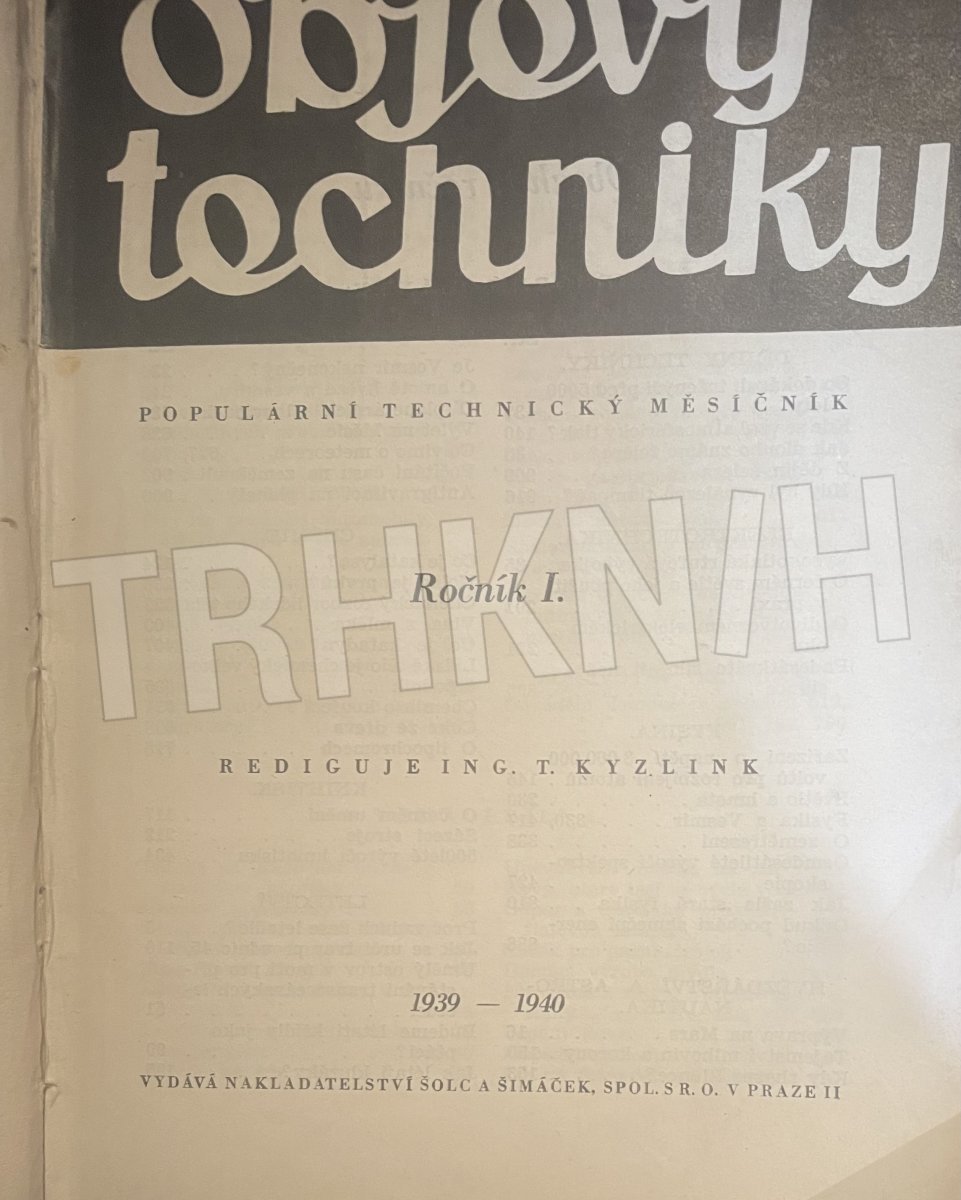 objevy
techniky
POPULÁRNÍ TECHNICKÝ MĚSÍČNÍK
TRHKNIH
Ročník I.
REDIGUJE ING. T. KYZLINK
1939 — 1940
VYDÁVÁ NAKLADATELSTVÍ ŠOLC A ŠIMÁČEK, SPOL. S R. O. V PRAZE II